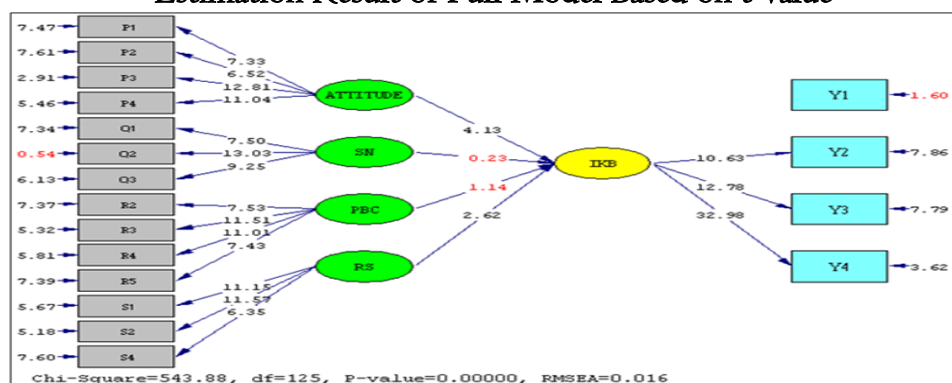 Estimation Result of Full Model Based on t-value
7.47 P1
7.61 P2
2.91 P3
5.46 P4
7.34 Q1
0.54 Q2
6.13 Q3
7.37 R2
5.32 R3
5.81 R4
7.39 R5
5.67 S1
5.18 S2
7.60 S4
7.33
6.52
12.81
11.04
7.50
13.03
9.25
7.53
11.51
11.01
7.43
11.15
11.57
6.35
ATTITUDE
SN
PBC
RS
4.13
0.23
1.14
2.62
IKB
10.63
12.78
32.98
Y1 1.60
Y2 7.86
Y3 7.79
Y4 3.62
Chi-Square=543.88, df=125, P-value=0.00000, RMSEA=0.016